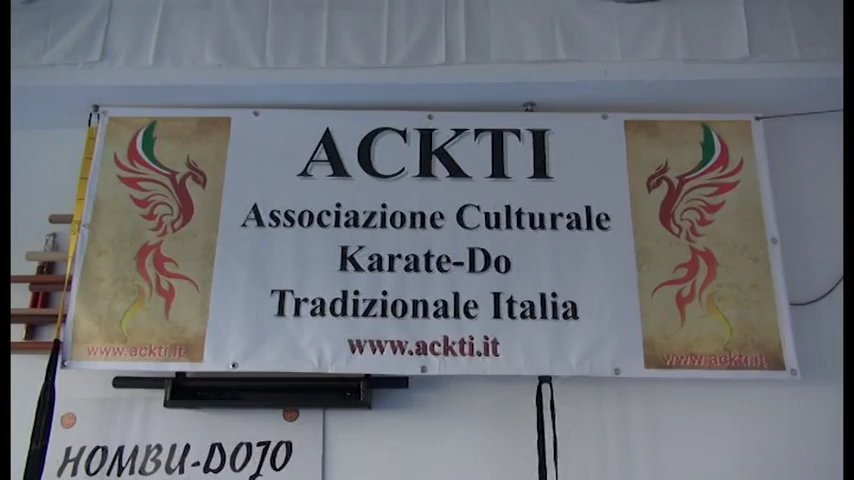 ACKTI
Associazione Culturale
Karate-Do
Tradizionale Italia
www.ackti.it
www.ackti.it
www.ackti.it
HOMBU-DOJO